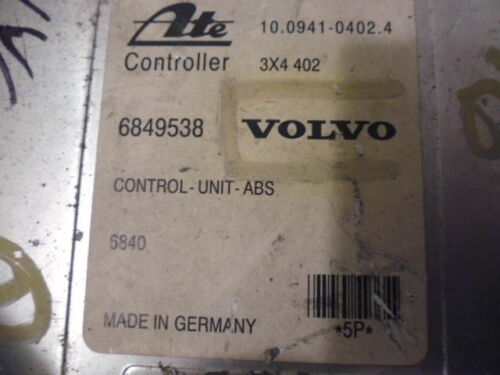 Ate 10.0941-0402.4
Controller 3X4 402
6849538 VOLVO
CONTROL-UNIT-ABS
6840
MADE IN GERMANY *5P*